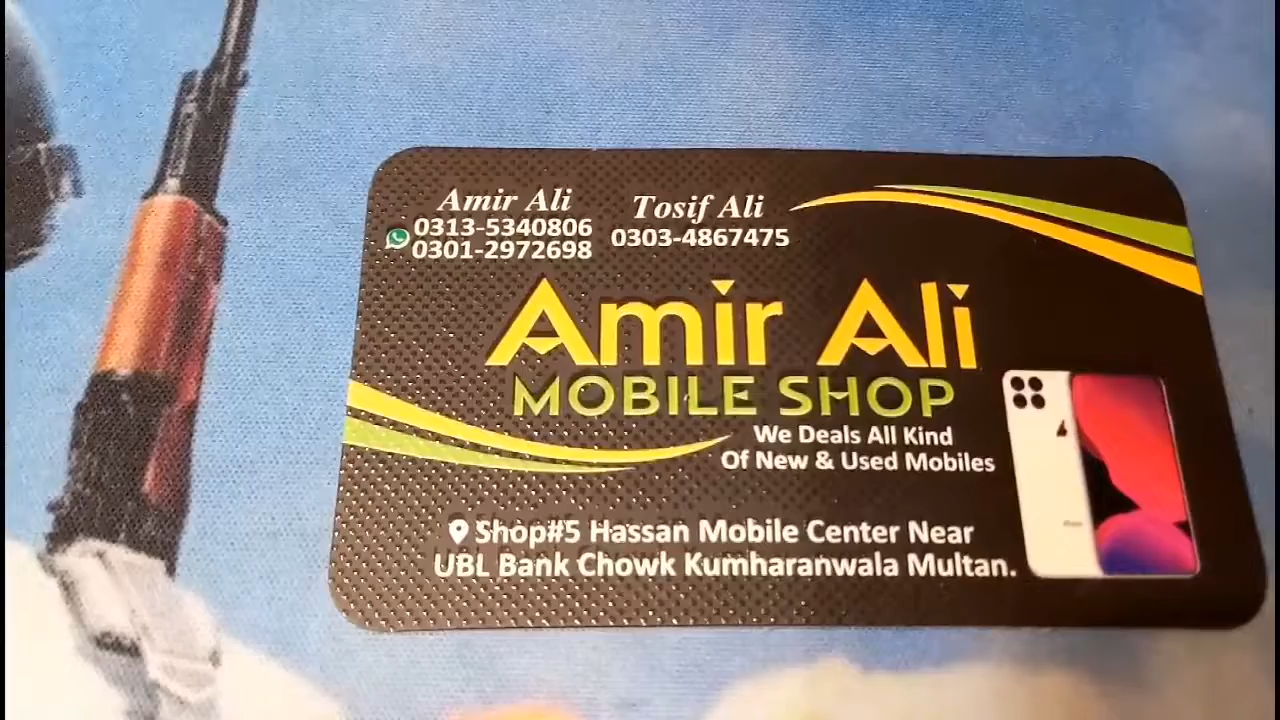 Amir Ali
0313-5340806
0301-2972698
Tosif Ali
0303-4867475
Amir Ali
MOBILE SHOP
We Deals All Kind
Of New & Used Mobiles
Shop#5 Hassan Mobile Center Near
UBL Bank Chowk Kumharanwala Multan.